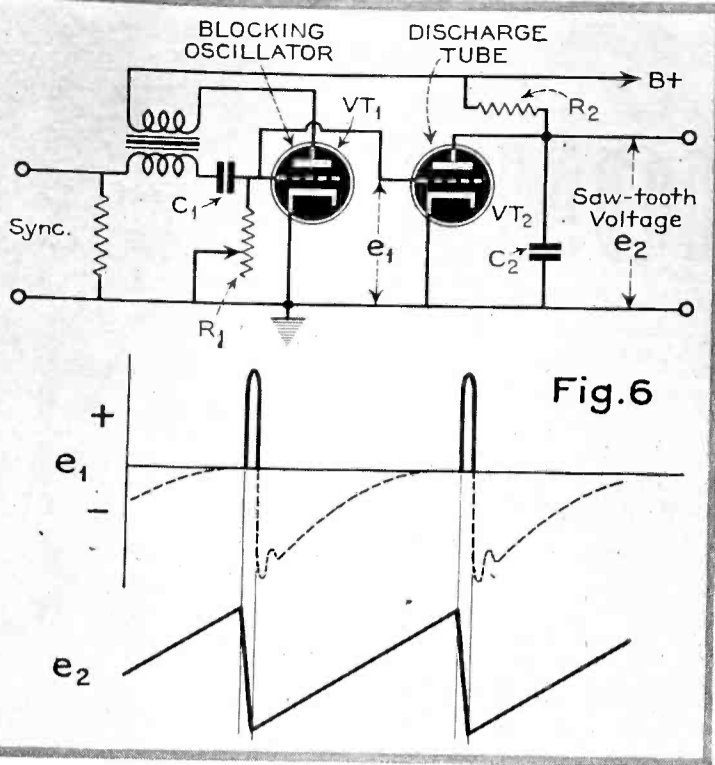 BLOCKING
OSCILLATOR
DISCHARGE
TUBE
B+
VT1
R2
C1
Sync.
e1
VT2
Saw-tooth
Voltage
e2
C2
R1
Fig.6
+
e1
−
e2